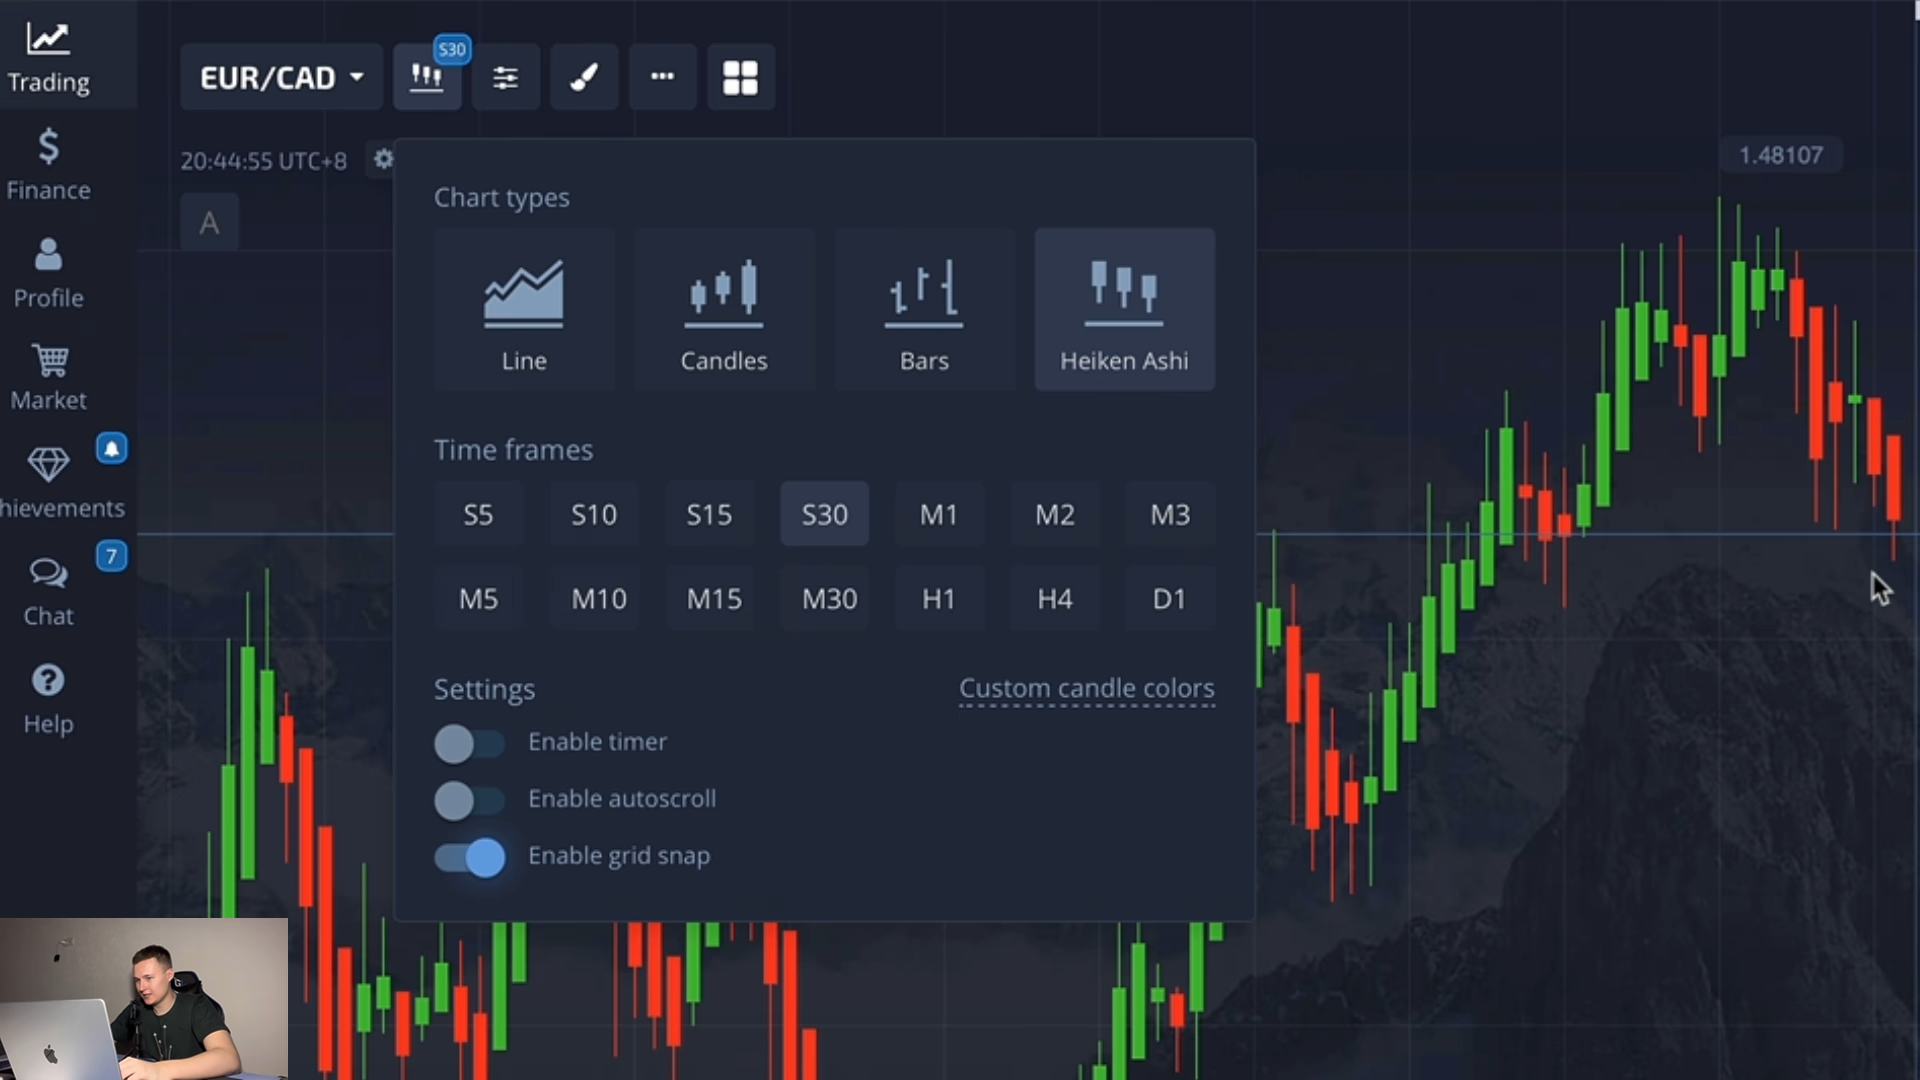 Trading
Finance
Profile
Market
hievements
7
Chat
Help
EUR/CAD
S30
20:44:55 UTC+8
A
1.48107
Chart types
Line
Candles
Bars
Heiken Ashi
Time frames
S5 S10 S15 S30 M1 M2 M3
M5 M10 M15 M30 H1 H4 D1
Settings
Custom candle colors
Enable timer
Enable autoscroll
Enable grid snap